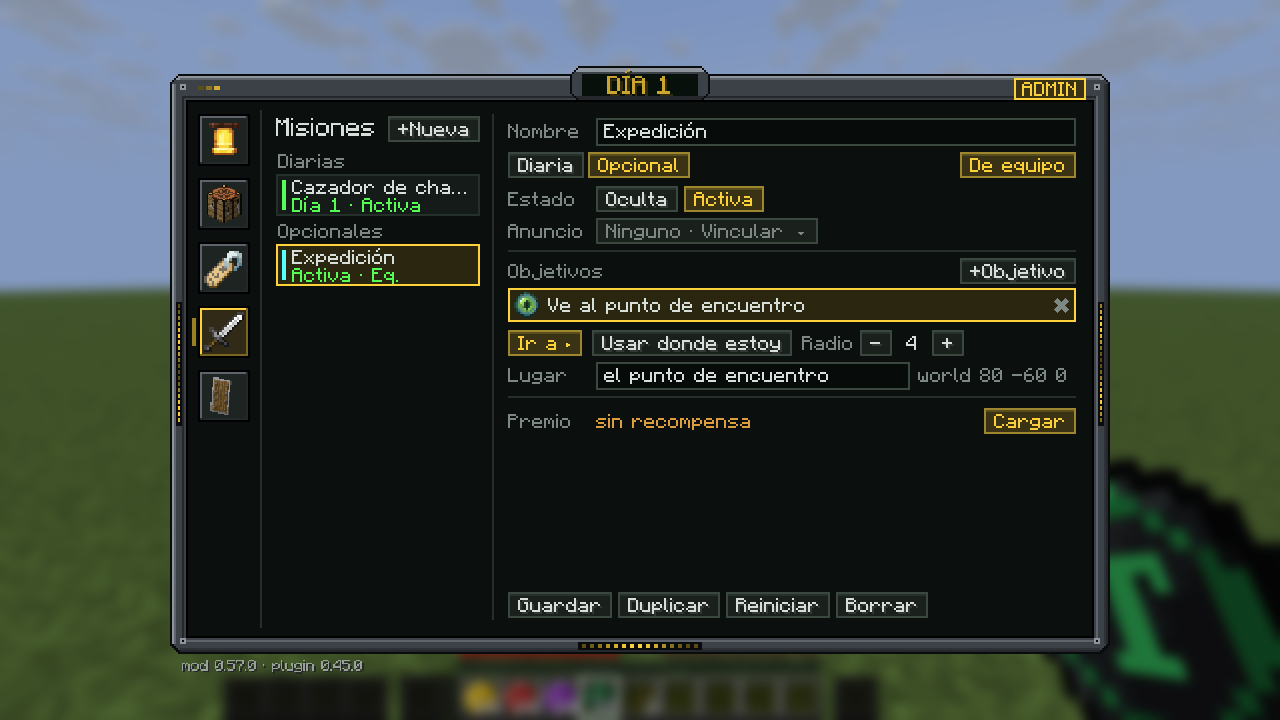 DÍA 1
ADMIN
Misiones
+Nueva
Diarias
Cazador de cha...
Día 1 · Activa
Opcionales
Expedición
Activa · Eq.
Nombre
Expedición
Diaria
Opcional
De equipo
Estado
Oculta
Activa
Anuncio
Ninguno · Vincular
Objetivos
+Objetivo
Ve al punto de encuentro
Ir a
Usar donde estoy
Radio
−
4
+
Lugar
el punto de encuentro
world 80 -60 0
Premio
sin recompensa
Cargar
Guardar
Duplicar
Reiniciar
Borrar
mod 0.57.0 · plugin 0.45.0